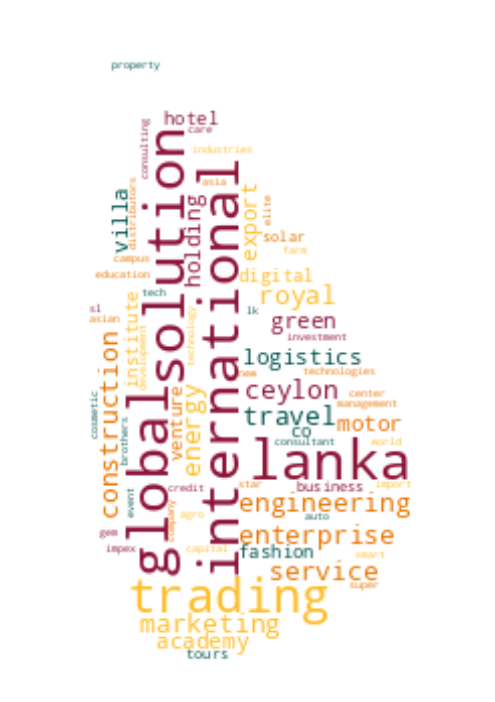 property
hotel
care
consulting
industries
asia
villa
distributors
globalsolution
international
holding
export
elite
solar
farm
campus
education
tech
digital
royal
sl
asian
institute
development
technology
lk
green
investment
construction
logistics
technologies
new
ceylon
center
management
cosmetic
brothers
venture
energy
travel
motor
co
consultant
world
lanka
event
credit
company
star
business
import
agro
engineering
auto
gem
impex
capital
enterprise
fashion
smart
service
super
trading
marketing
academy
tours